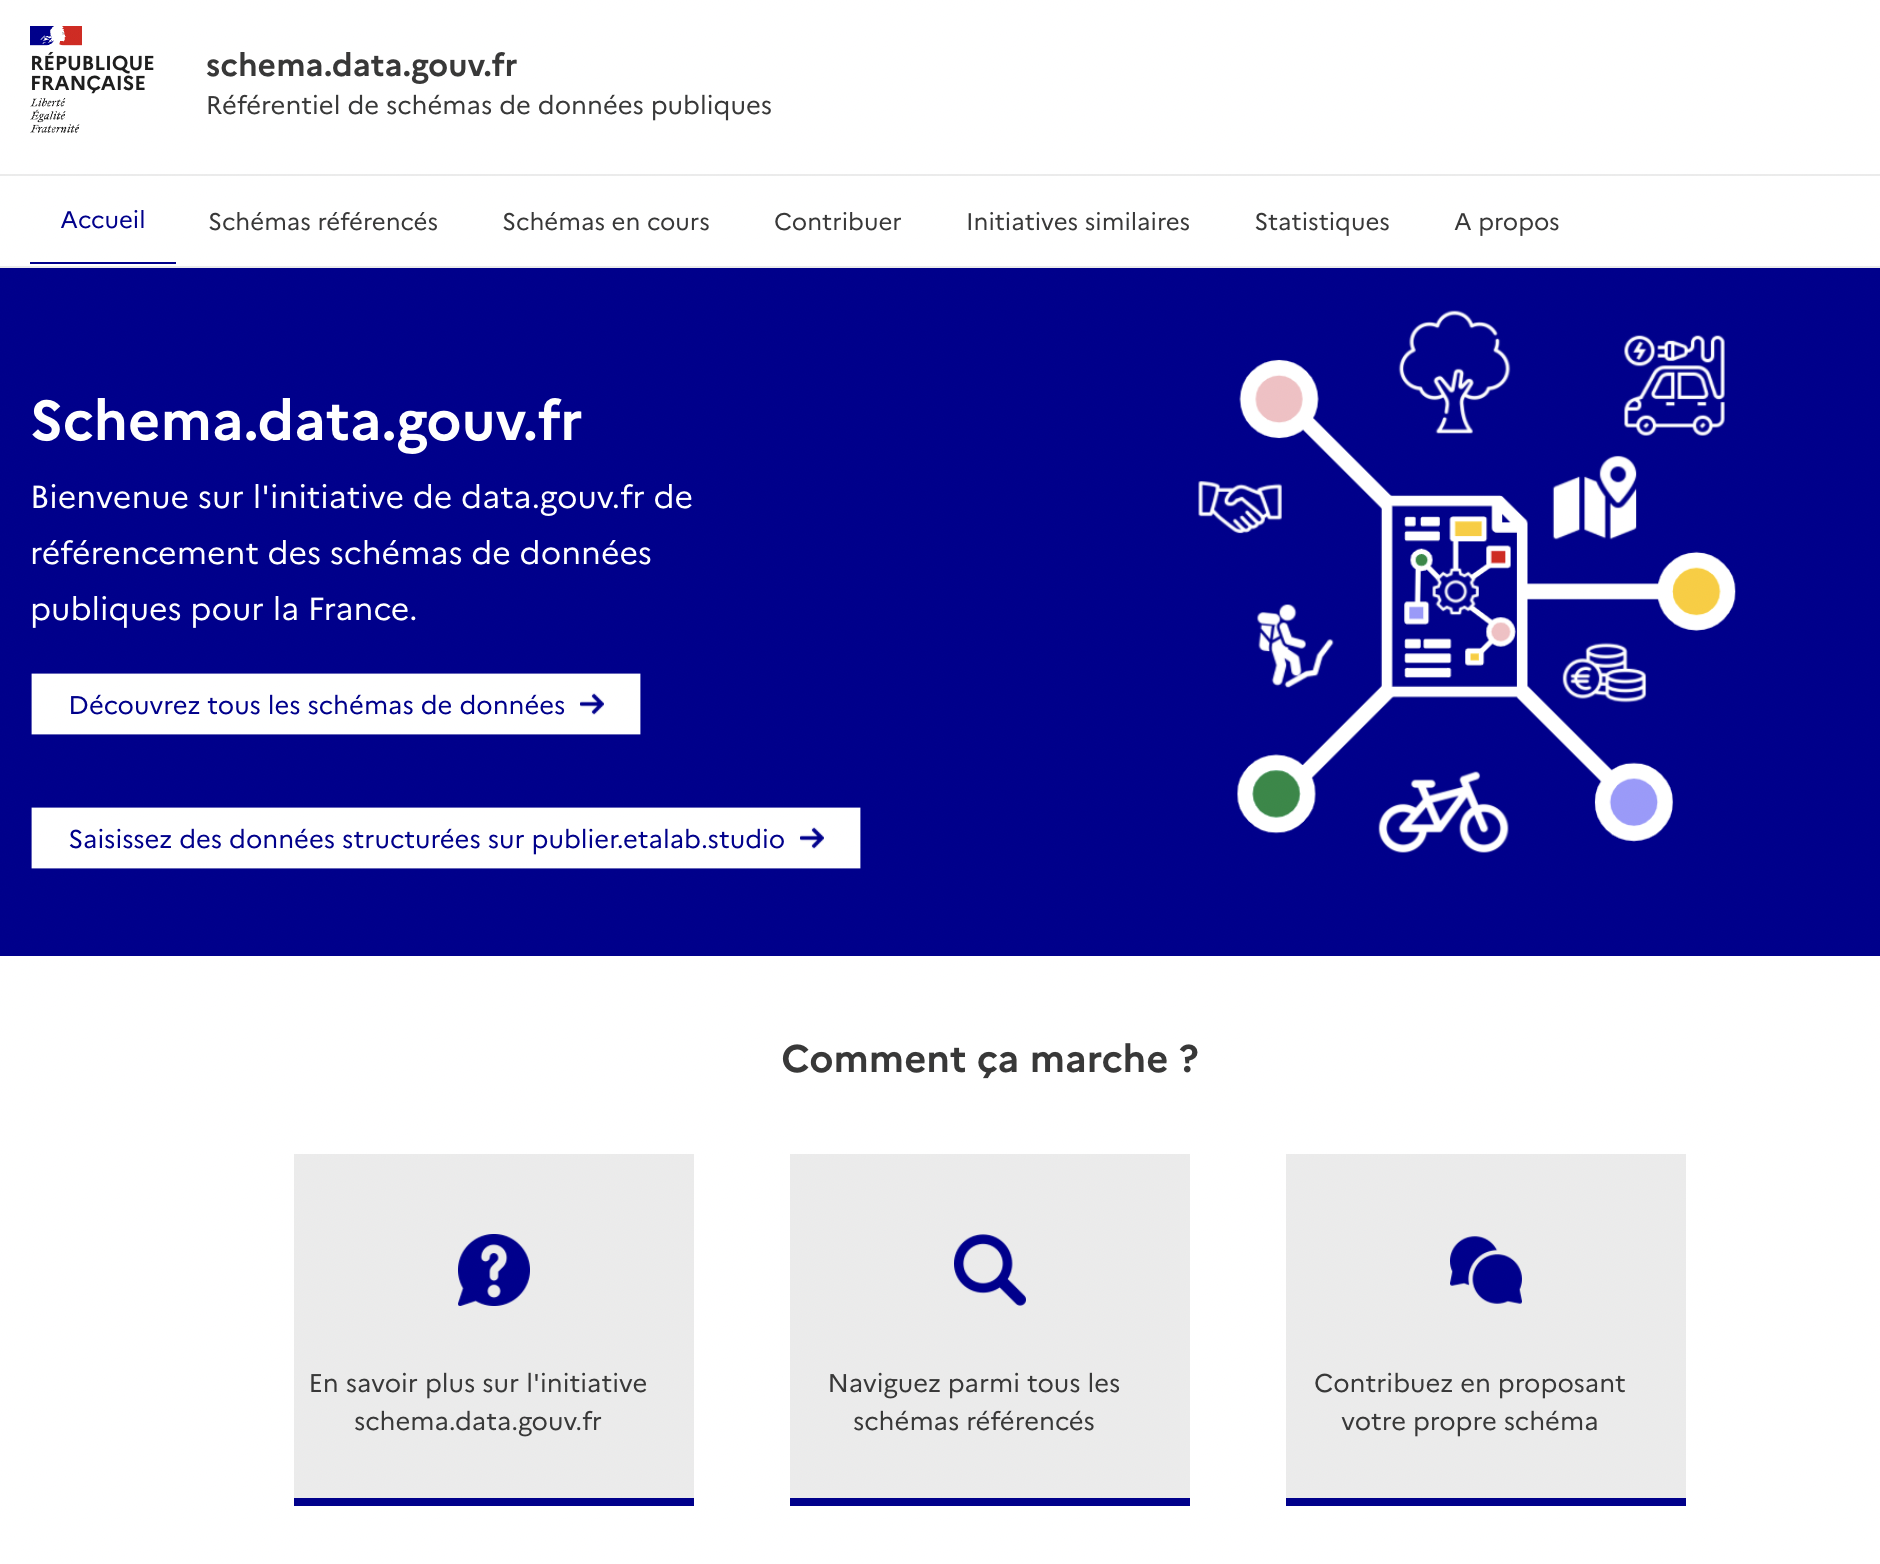 RÉPUBLIQUE
FRANÇAISE
Liberté
Égalité
Fraternité
schema.data.gouv.fr
Référentiel de schémas de données publiques
Accueil Schémas référencés Schémas en cours Contribuer Initiatives similaires Statistiques A propos
Schema.data.gouv.fr
Bienvenue sur l'initiative de data.gouv.fr de
référencement des schémas de données
publiques pour la France.
Découvrez tous les schémas de données →
Saisissez des données structurées sur publier.etalab.studio →
Comment ça marche ?
En savoir plus sur l'initiative
schema.data.gouv.fr
Naviguez parmi tous les
schémas référencés
Contribuez en proposant
votre propre schéma